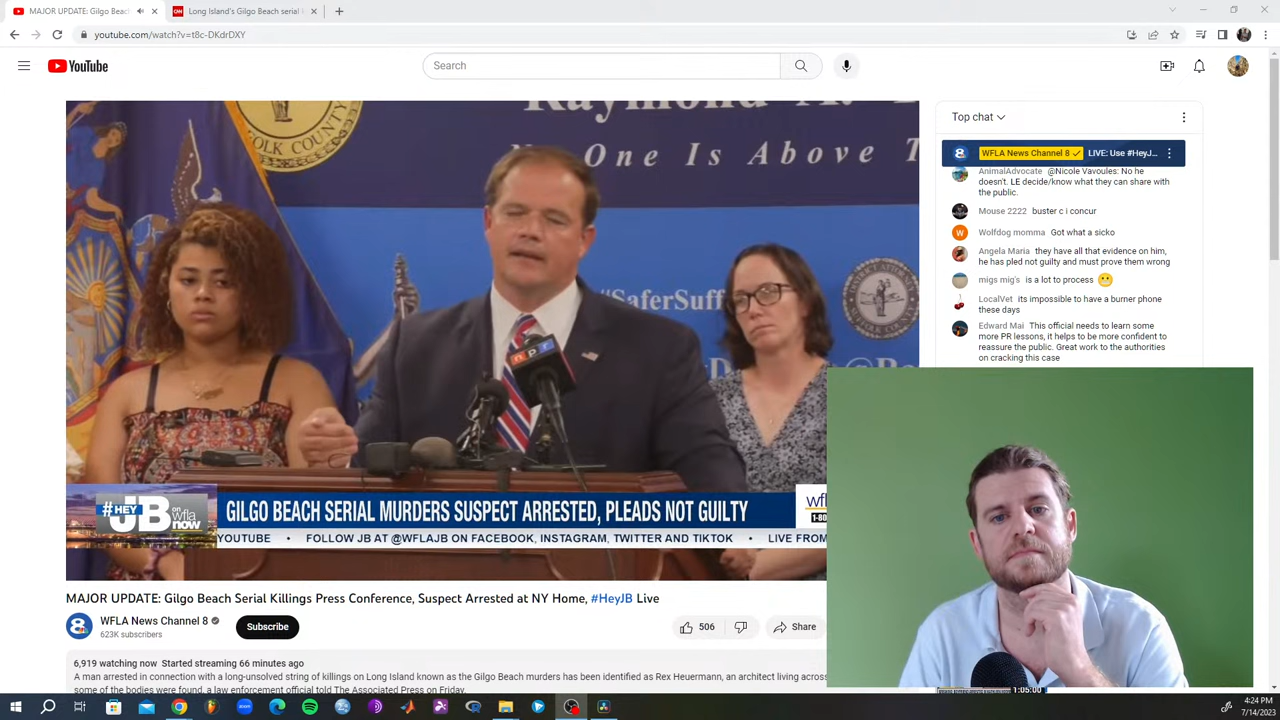 MAJOR UPDATE: Gilgo Beac
Long Island's Gilgo Beach serial
youtube.com/watch?v=t8c-DKdrDXY
YouTube
Search
OLK COUNTY
Raymond A.
No One Is Above T
#SaferSuff
Top chat
WFLA News Channel 8 LIVE: Use #HeyJ...
AnimalAdvocate @Nicole Vavoules: No he
doesn't. LE decide/know what they can share with
the public.
Mouse 2222 buster c i concur
W
Wolfdog momma Got what a sicko
Angela Maria they have all that evidence on him,
he has pled not guilty and must prove them wrong
migs mig's is a lot to process
LocalVet its impossible to have a burner phone
these days
Edward Mai This official needs to learn some
more PR lessons, it helps to be more confident to
reassure the public. Great work to the authorities
on cracking this case
npr
#HEY JB ON wfla now
GILGO BEACH SERIAL MURDERS SUSPECT ARRESTED, PLEADS NOT GUILTY
wfl
1-80
YOUTUBE • FOLLOW JB AT @WFLAJB ON FACEBOOK, INSTAGRAM, TWITTER AND TIKTOK • LIVE FROM
MAJOR UPDATE: Gilgo Beach Serial Killings Press Conference, Suspect Arrested at NY Home, #HeyJB Live
WFLA News Channel 8
623K subscribers
Subscribe
506
Share
6,919 watching now Started streaming 66 minutes ago
A man arrested in connection with a long-unsolved string of killings on Long Island known as the Gilgo Beach murders has been identified as Rex Heuermann, an architect living across
some of the bodies were found, a law enforcement official told The Associated Press on Friday.
1:05:00
4:24 PM
7/14/2023